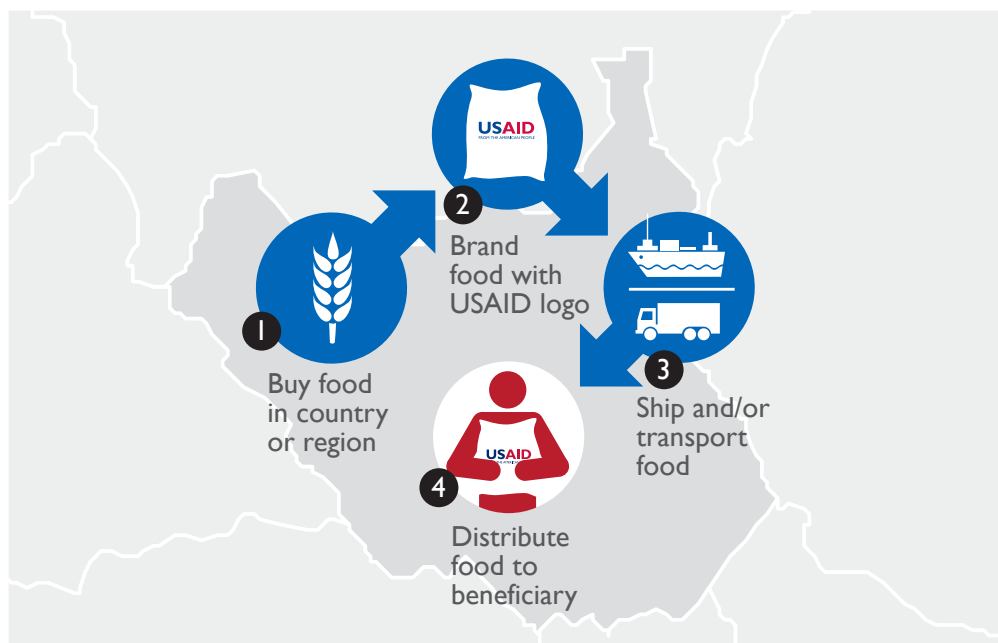 USAID
FROM THE AMERICAN PEOPLE
2
Brand
food with
USAID logo
1
Buy food
in country
or region
3
Ship and/or
transport
food
USAID
4
Distribute
food to
beneficiary